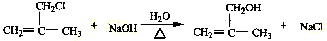 CH₂Cl CH₂OH
CH₂=C-CH₃ + NaOH H₂O △ CH₂=C-CH₃ + NaCl